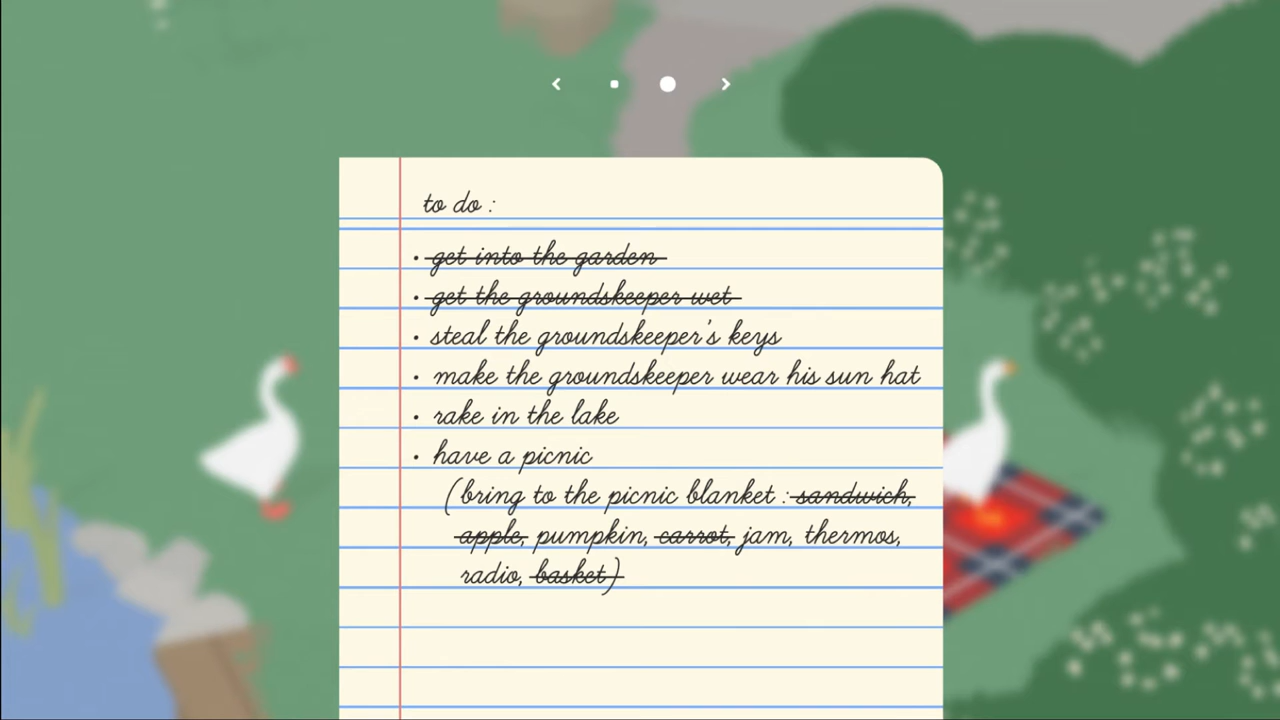 to do :
• get into the garden
• get the groundskeeper wet
• steal the groundskeeper's keys
• make the groundskeeper wear his sun hat
• rake in the lake
• have a picnic
(bring to the picnic blanket : sandwich,
apple, pumpkin, carrot, jam, thermos,
radio, basket)